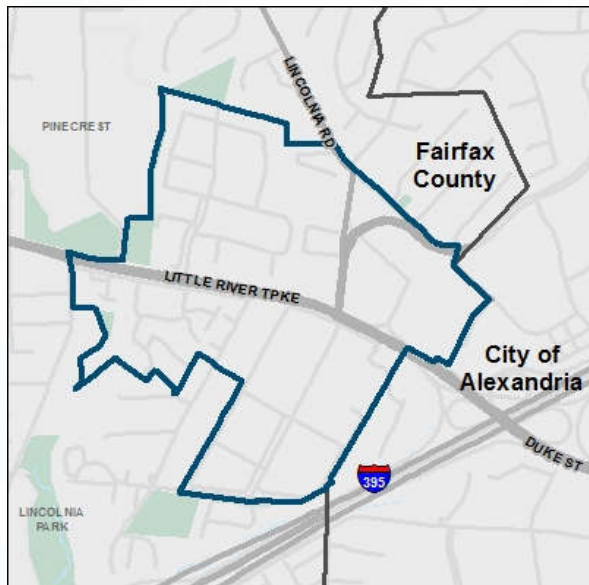 LINCOLNIA RD
PINECREST
Fairfax
County
LITTLE RIVER TPKE
City of
Alexandria
DUKE ST
395
LINCOLNIA
PARK